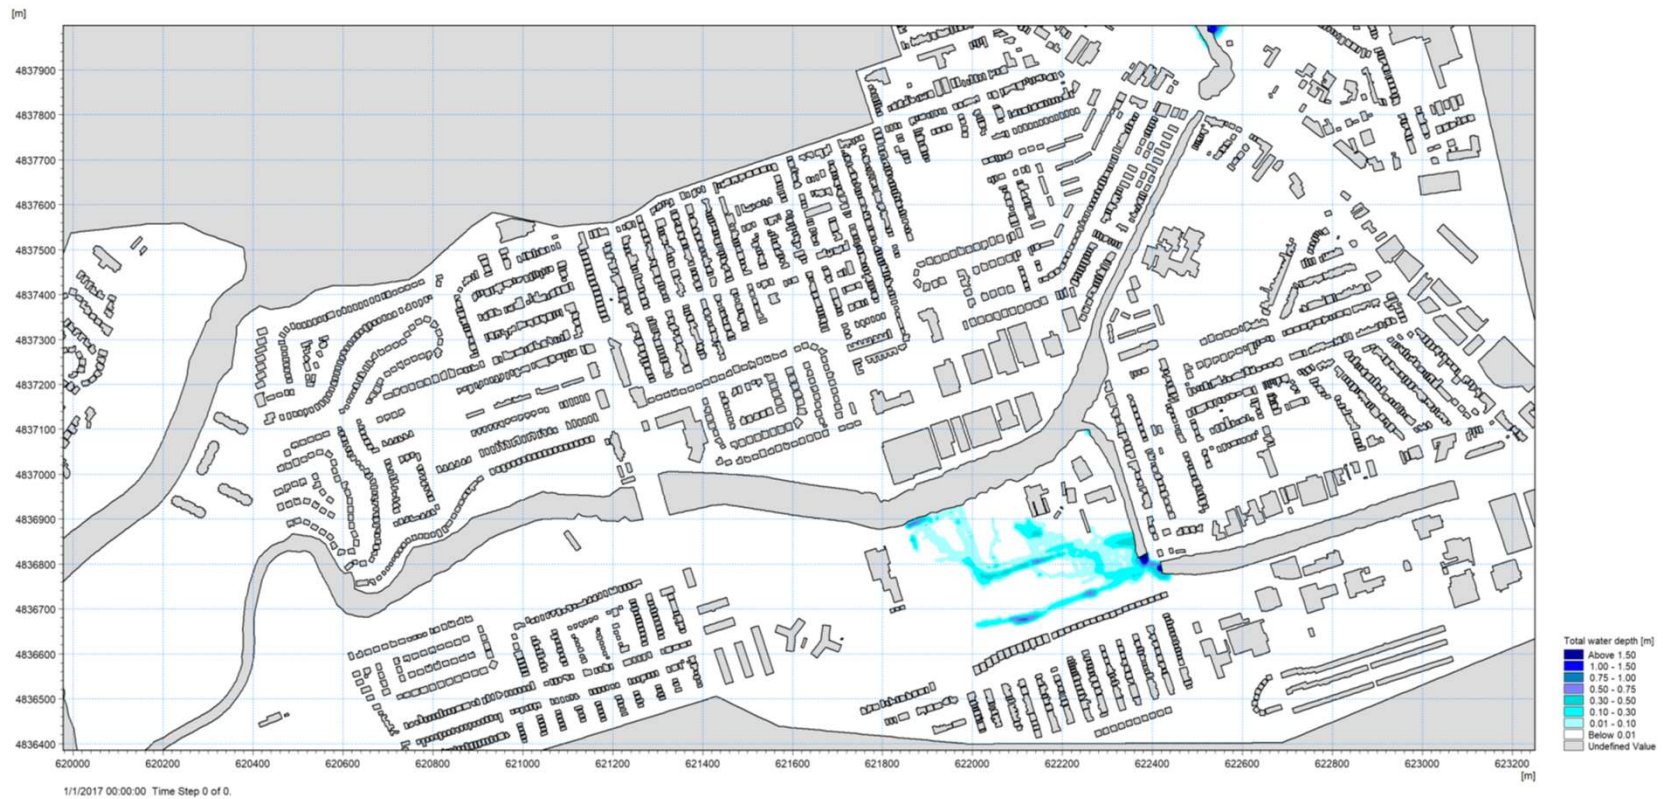 [m]
4837900
4837800
4837700
4837600
4837500
4837400
4837300
4837200
4837100
4837000
4836900
4836800
4836700
4836600
4836500
4836400
620000 620200 620400 620600 620800 621000 621200 621400 621600 621800 622000 622200 622400 622600 622800 623000 623200
[m]
1/1/2017 00:00:00 Time Step 0 of 0.
Total water depth [m]
Above 1.50
1.00 - 1.50
0.75 - 1.00
0.50 - 0.75
0.30 - 0.50
0.10 - 0.30
0.01 - 0.10
Below 0.01
Undefined Value